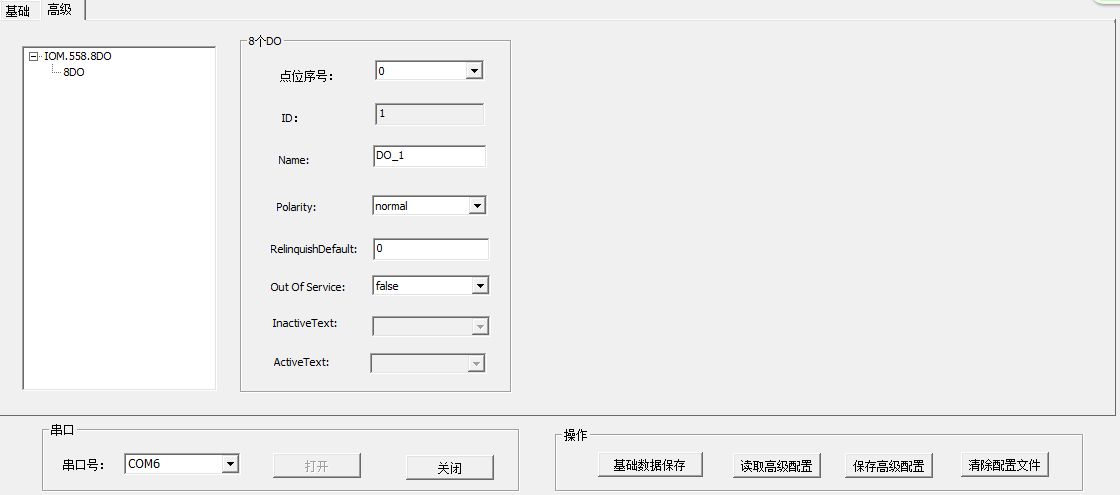 基础 高级
IOM.558.8DO
8DO
8个DO
点位序号： 0
ID： 1
Name: DO_1
Polarity: normal
RelinquishDefault: 0
Out Of Service: false
InactiveText:
ActiveText:
串口
串口号： COM6 打开 关闭
操作
基础数据保存 读取高级配置 保存高级配置 清除配置文件